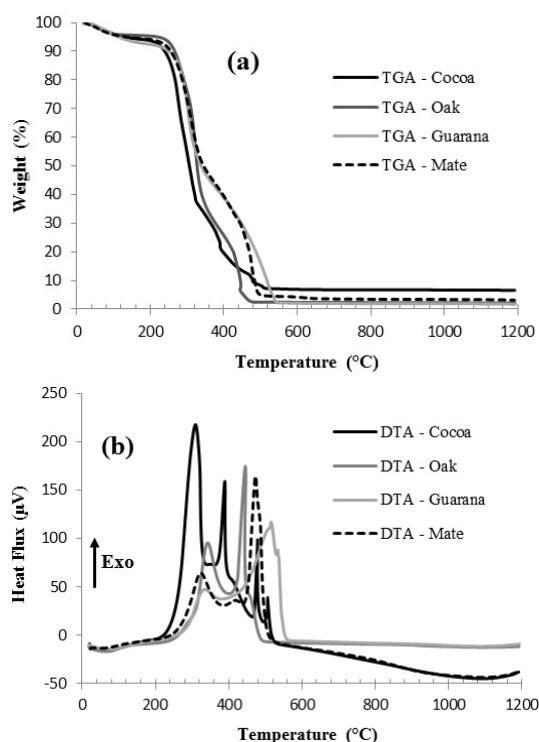 100
90
80
70
60
50
40
30
20
10
0
Weight (%)
(a)
TGA - Cocoa
TGA - Oak
TGA - Guarana
TGA - Mate
0 200 400 600 800 1000 1200
Temperature (°C)
250
200
150
100
50
0
-50
Heat Flux (µV)
(b)
Exo
DTA - Cocoa
DTA - Oak
DTA - Guarana
DTA - Mate
0 200 400 600 800 1000 1200
Temperature (°C)